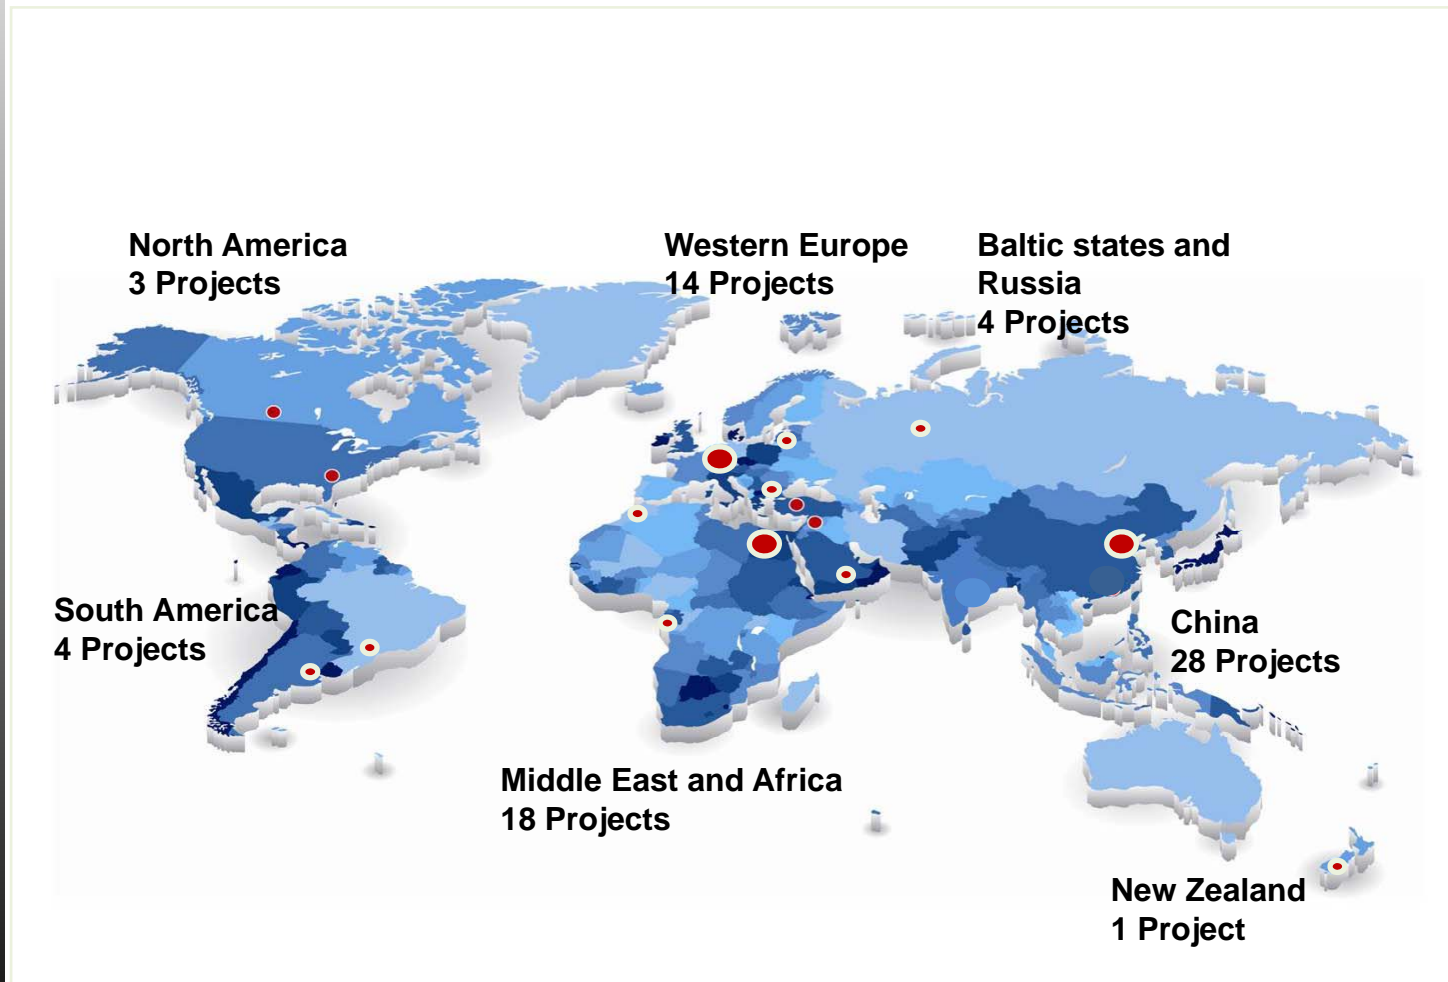 North America
3 Projects
Western Europe
14 Projects
Baltic states and
Russia
4 Projects
South America
4 Projects
China
28 Projects
Middle East and Africa
18 Projects
New Zealand
1 Project